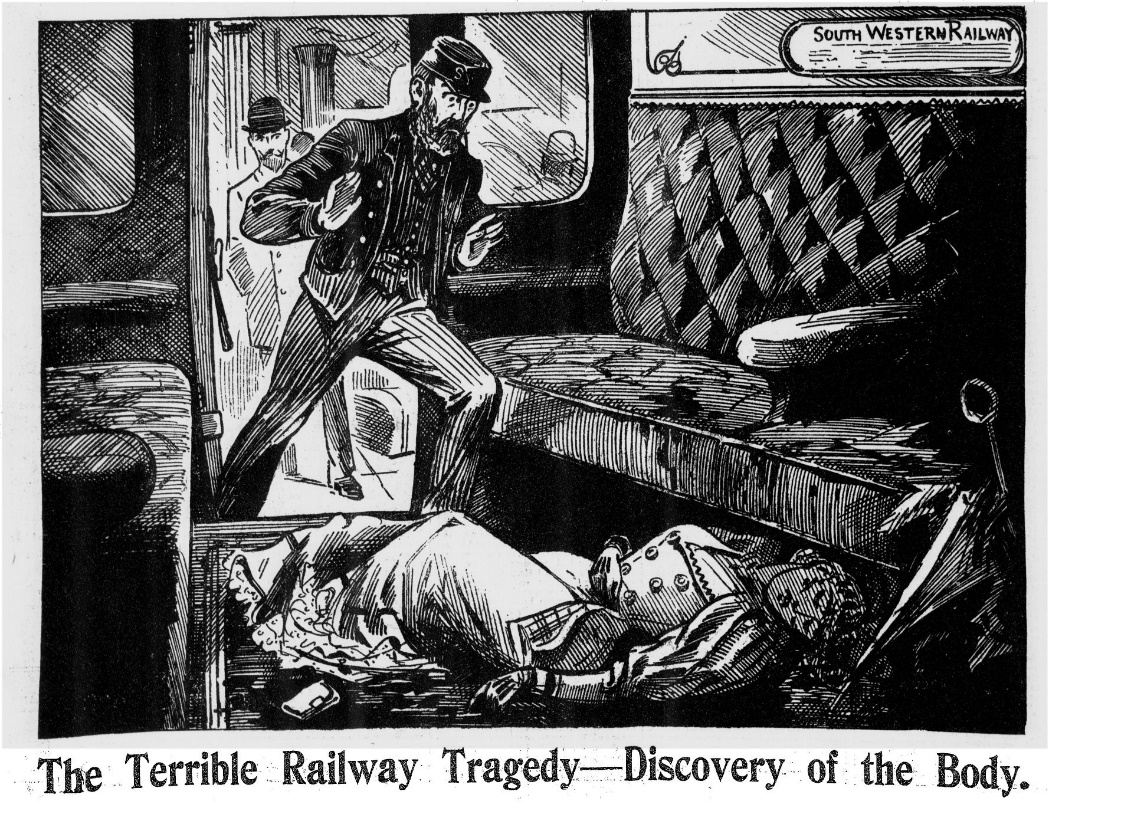 SOUTH WESTERN RAILWAY
The Terrible Railway Tragedy—Discovery of the Body.